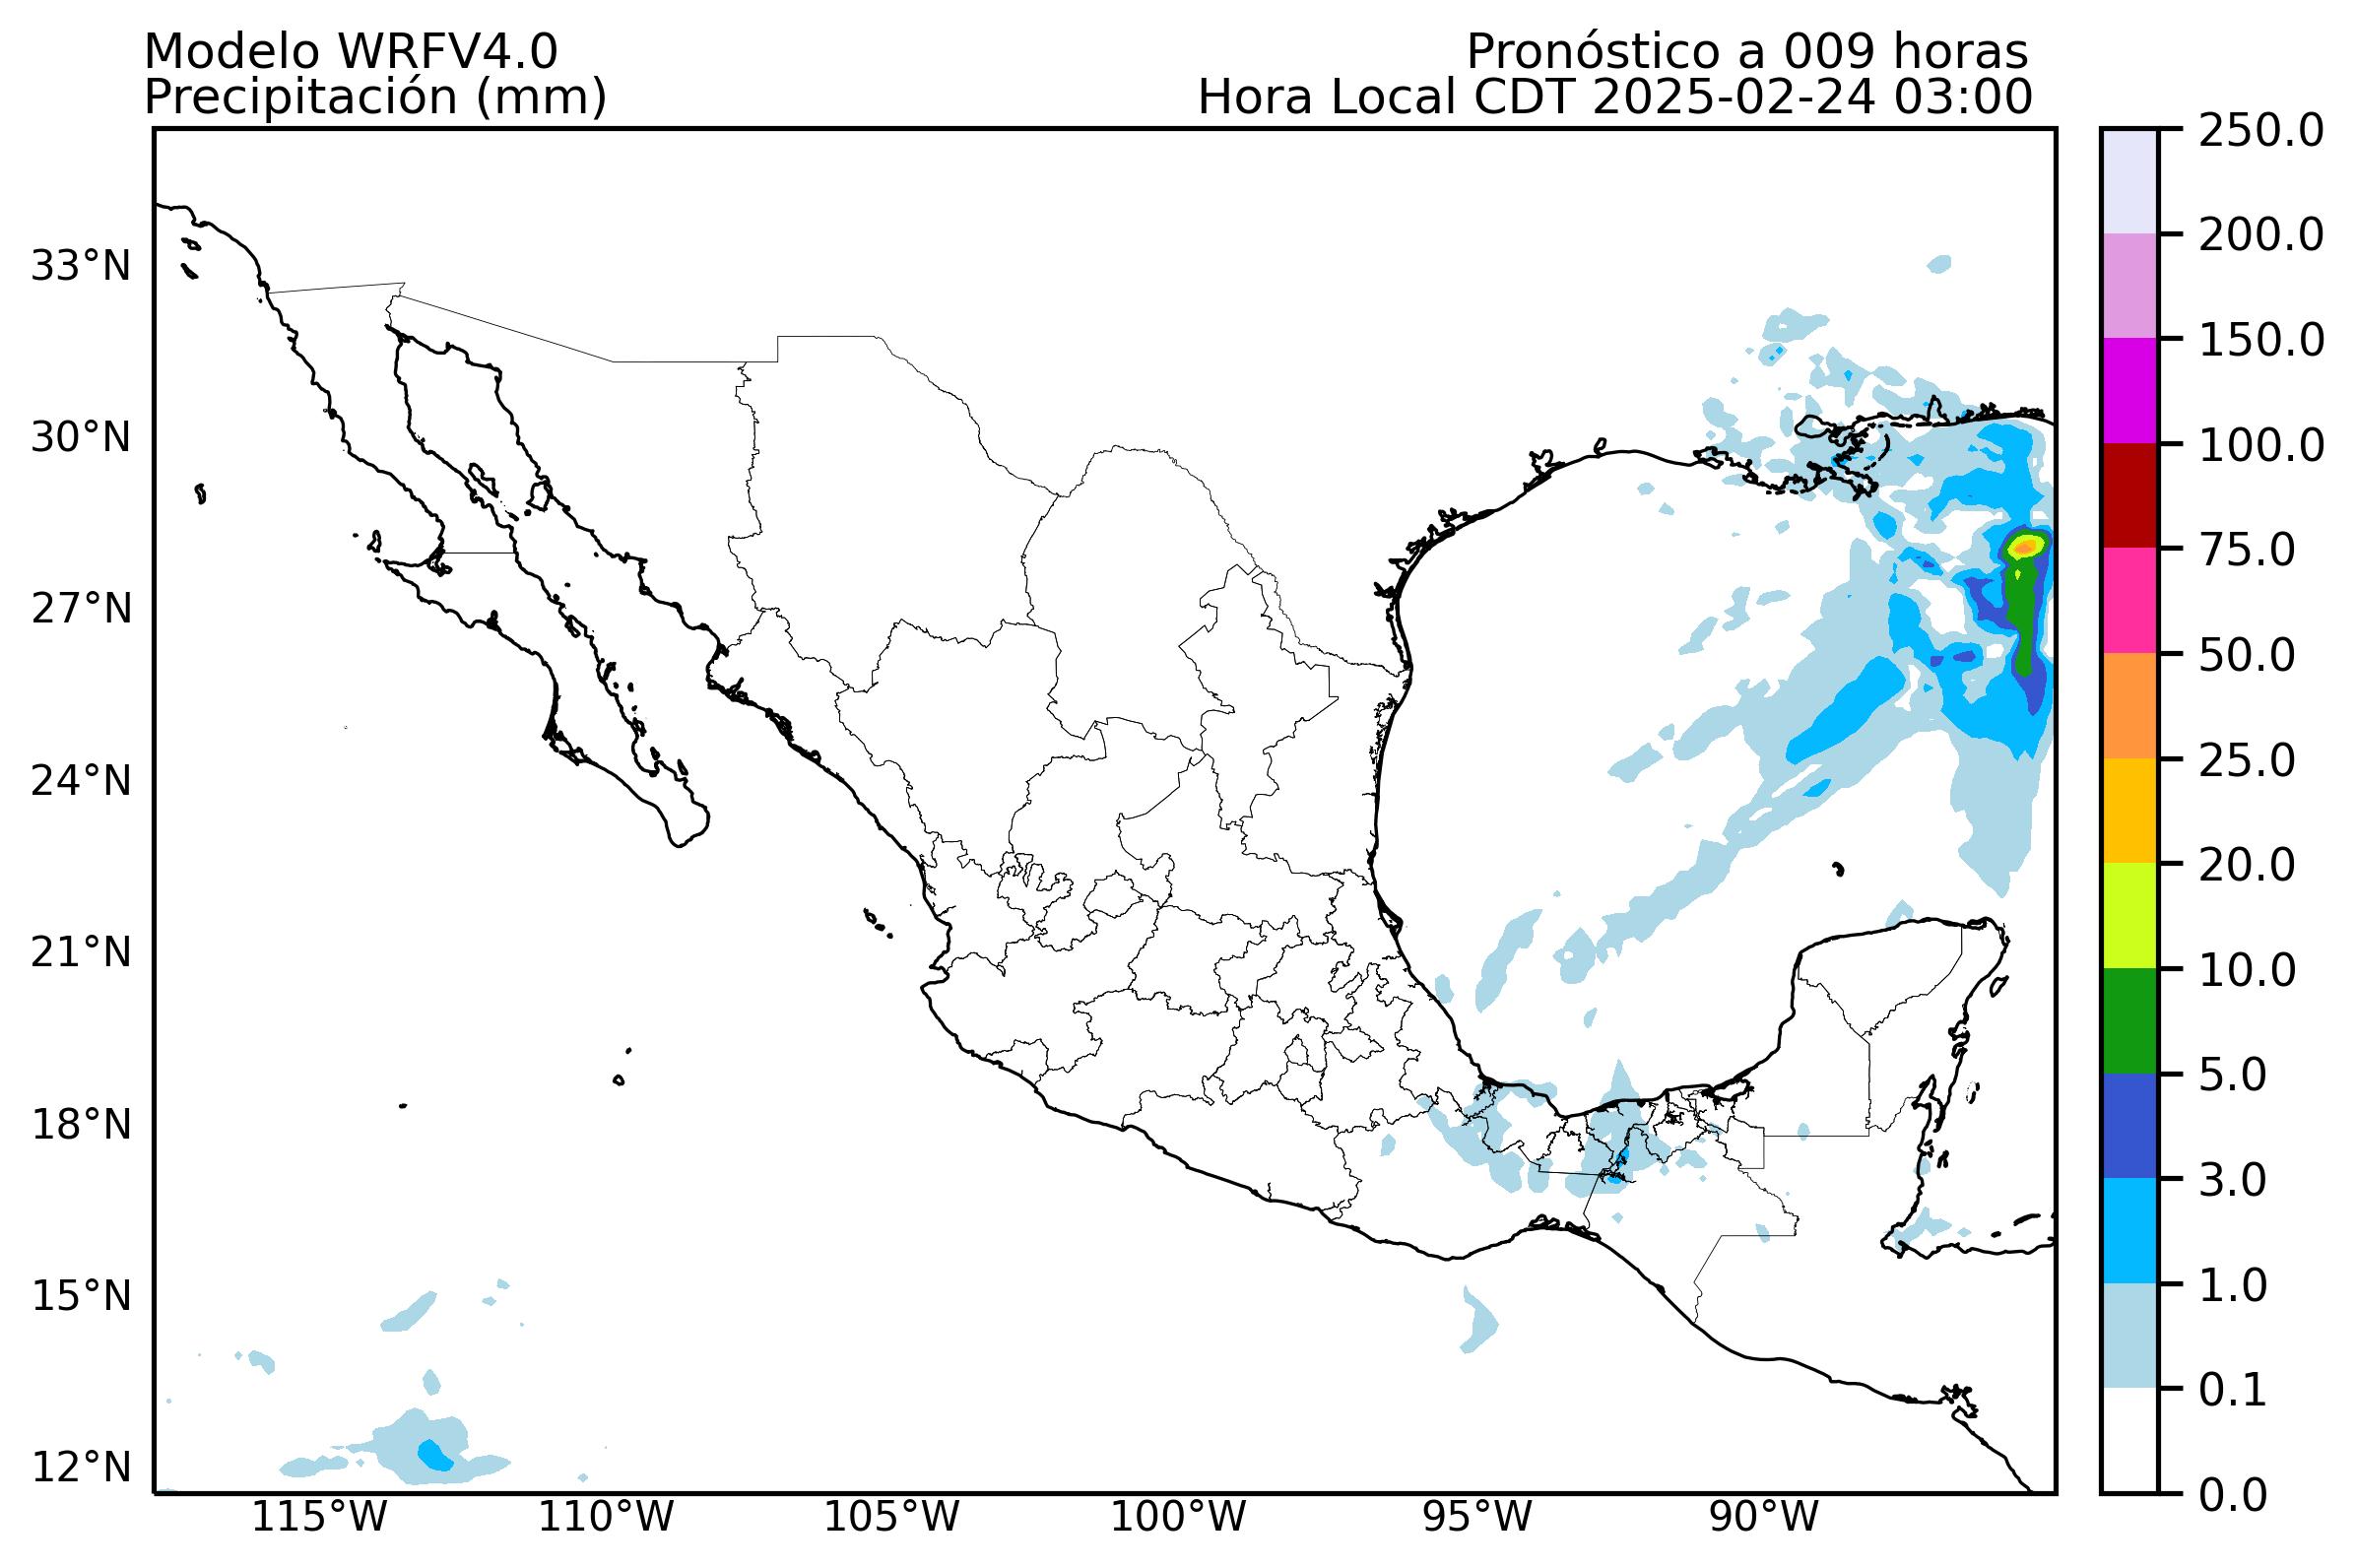 Modelo WRFV4.0
Pronóstico a 009 horas
Precipitación (mm)
Hora Local CDT 2025-02-24 03:00
33°N
30°N
27°N
24°N
21°N
18°N
15°N
12°N
115°W
110°W
105°W
100°W
95°W
90°W
250.0
200.0
150.0
100.0
75.0
50.0
25.0
20.0
10.0
5.0
3.0
1.0
0.1
0.0